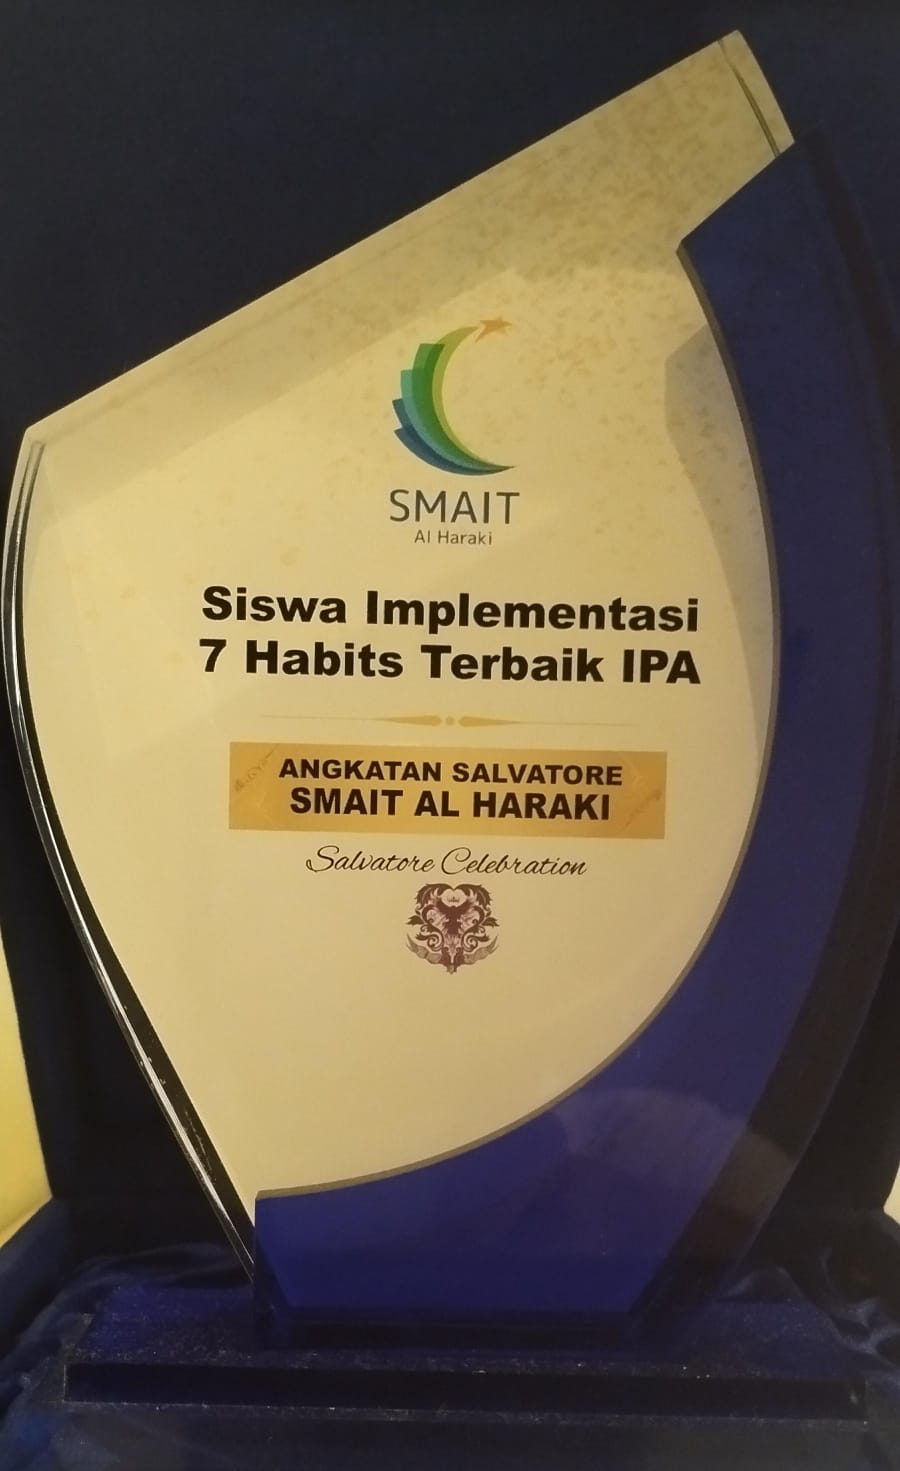 SMAIT
Al Haraki
Siswa Implementasi
7 Habits Terbaik IPA
ANGKATAN SALVATORE
SMAIT AL HARAKI
Salvatore Celebration